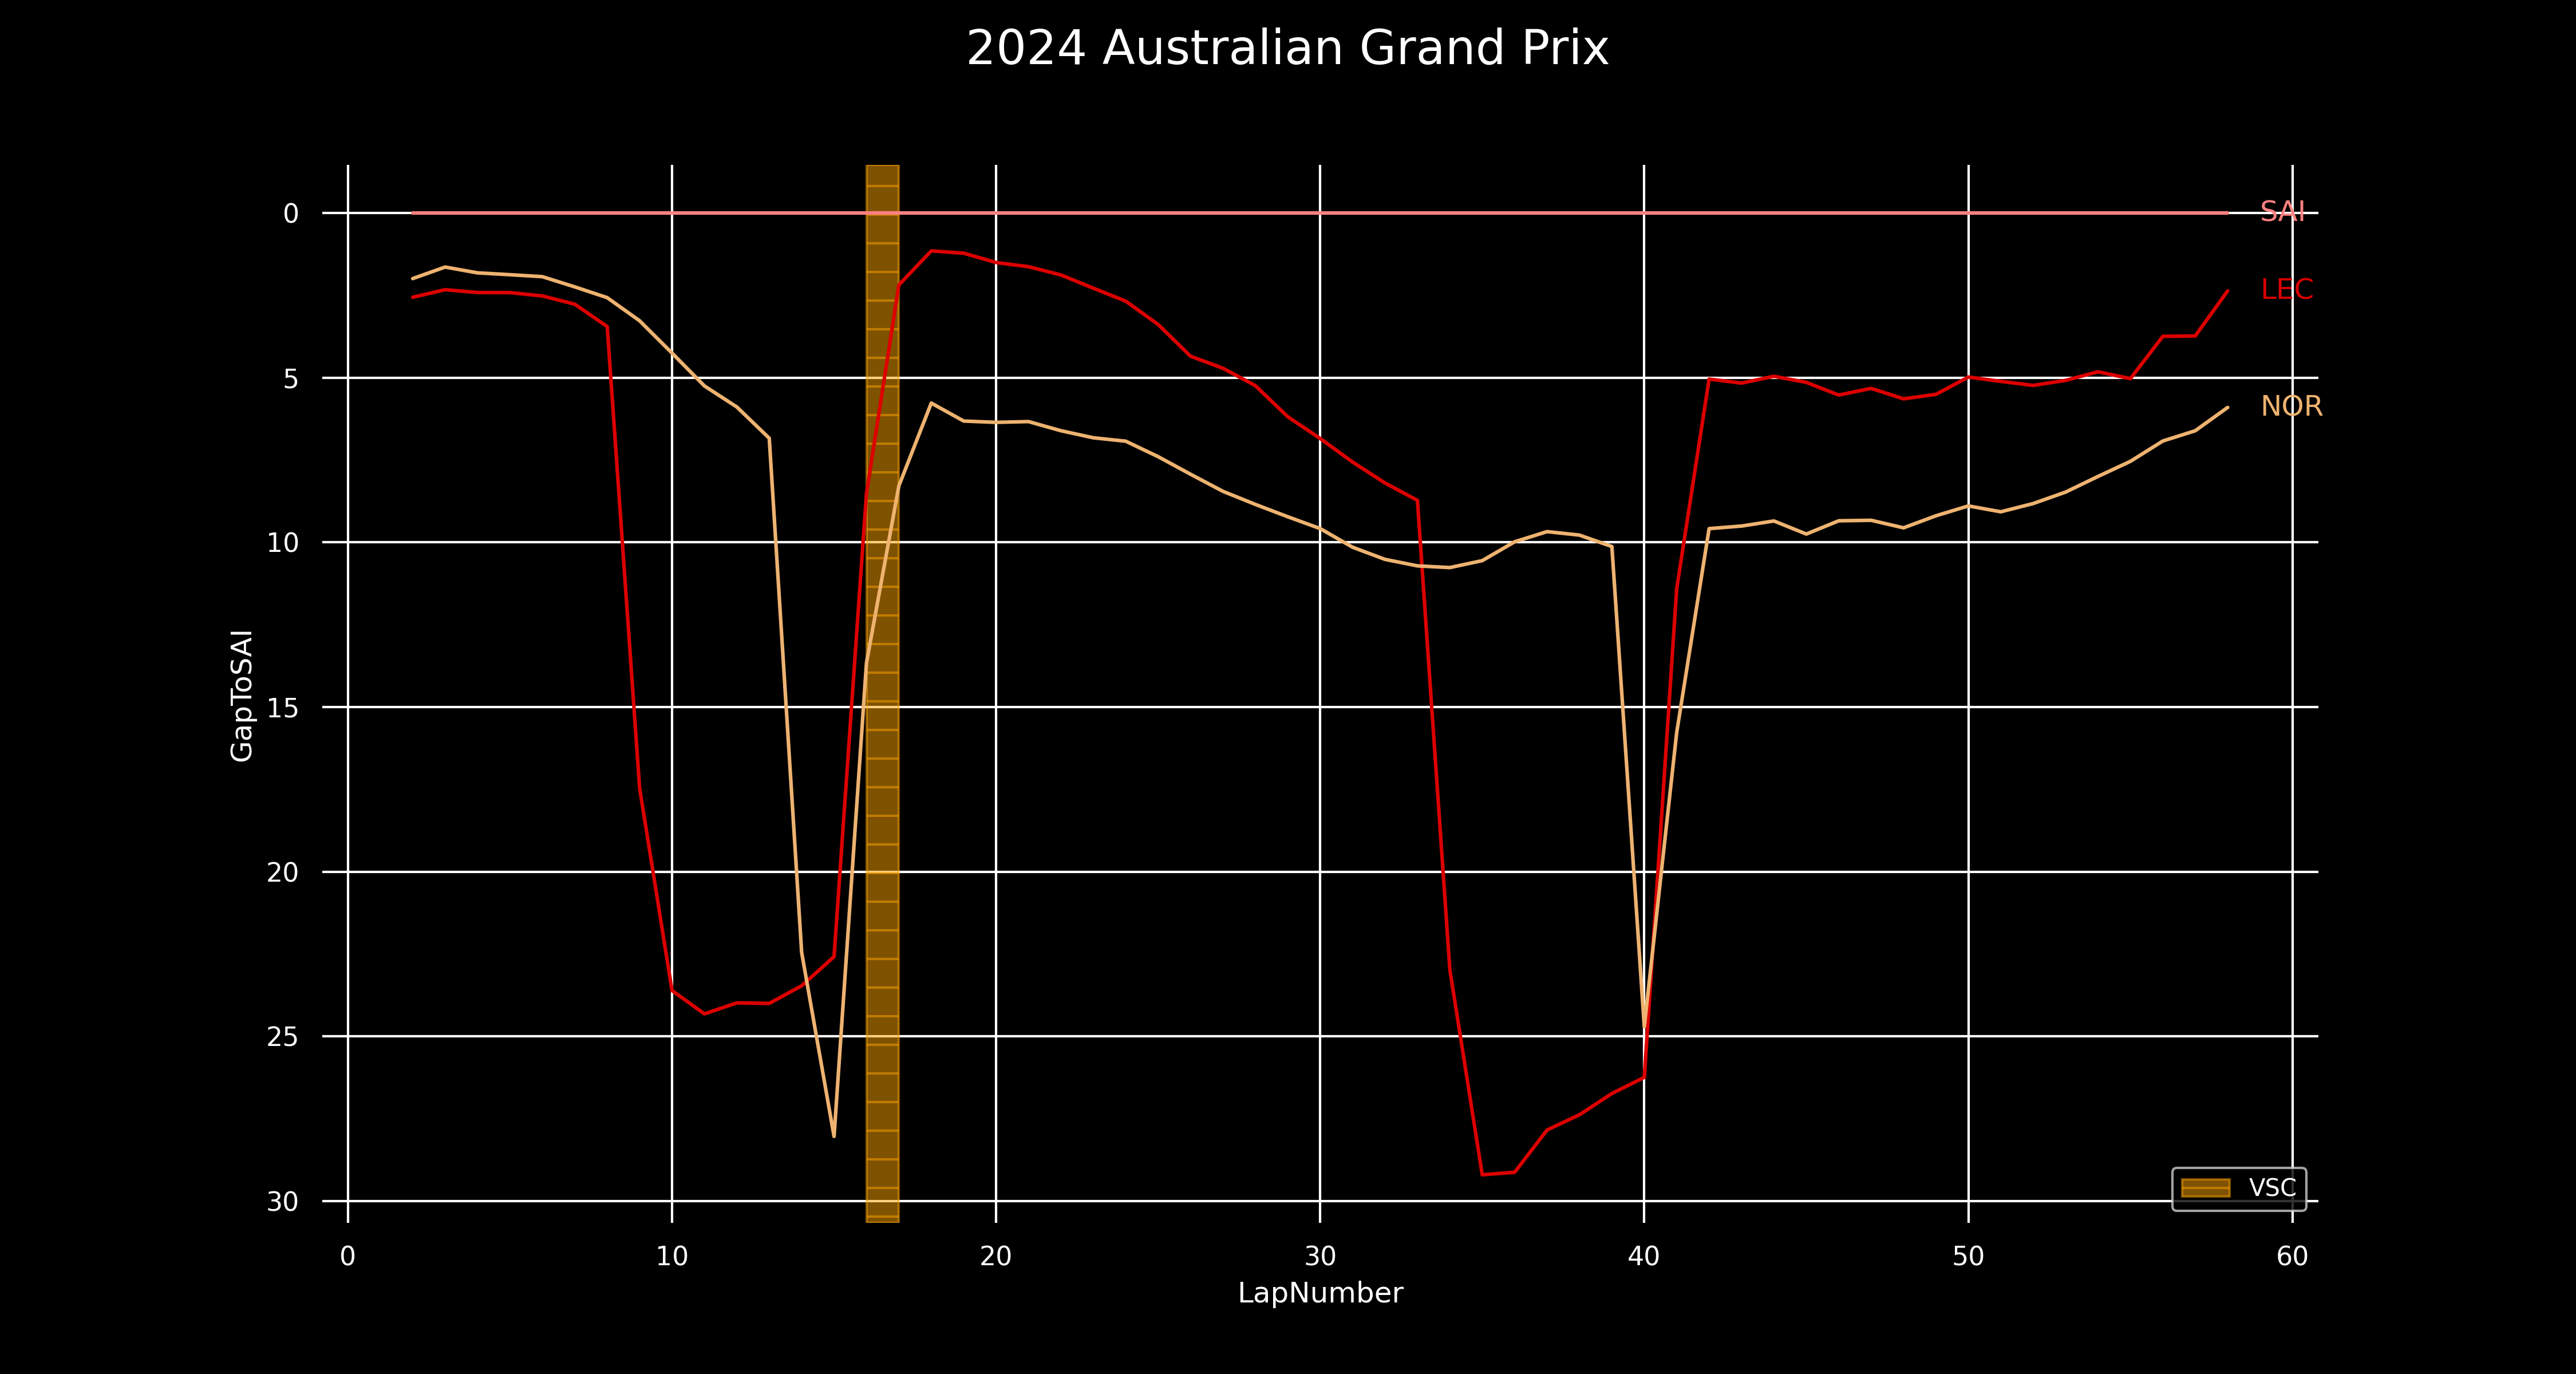 2024 Australian Grand Prix
GapToSAI
0
5
10
15
20
25
30
SAI
LEC
NOR
VSC
0 10 20 30 40 50 60
LapNumber